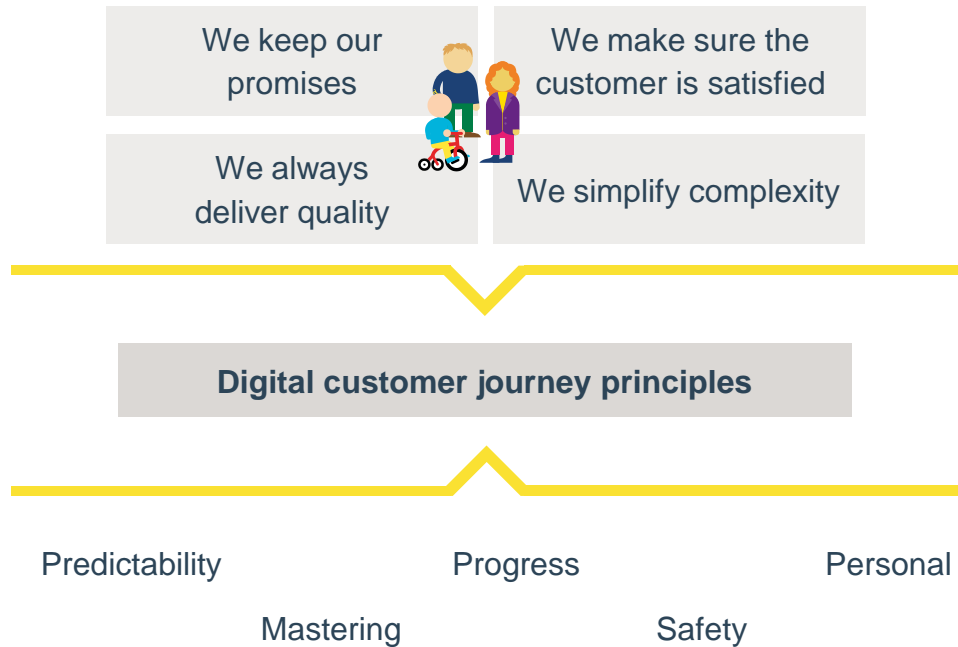 We keep our
promises
We make sure the
customer is satisfied
We always
deliver quality
We simplify complexity
Digital customer journey principles
Predictability
Progress
Personal
Mastering
Safety